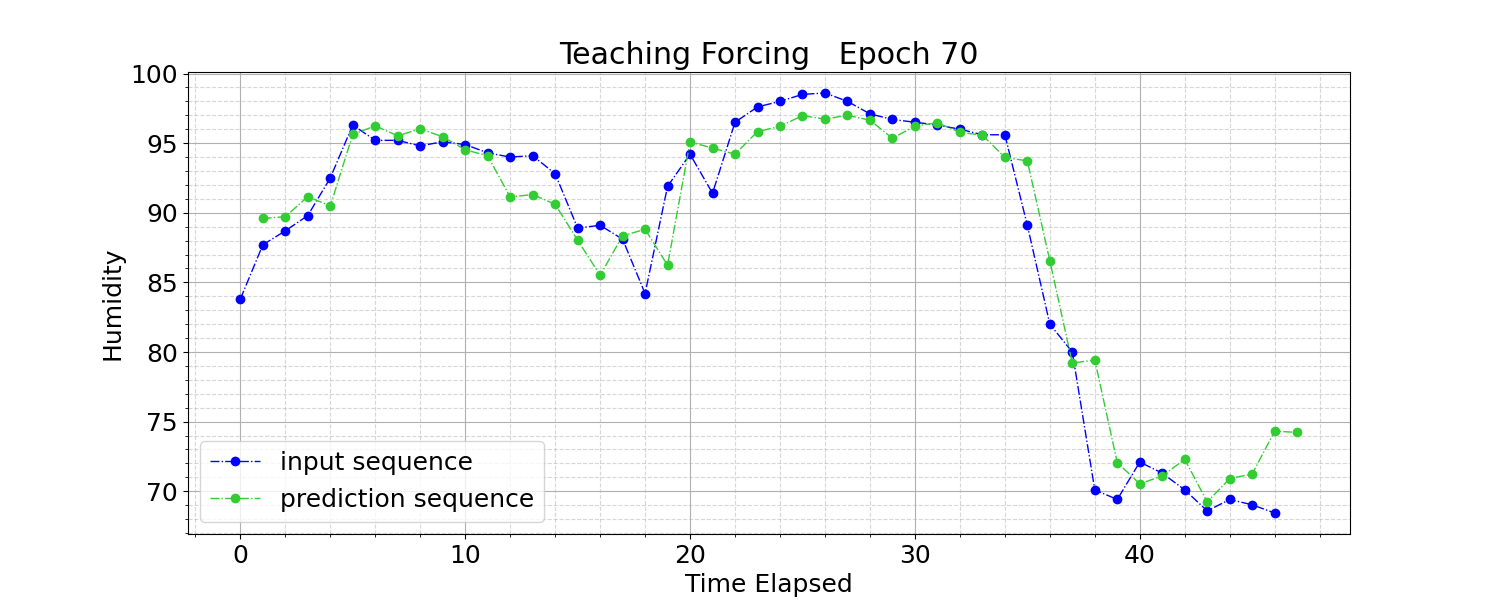 Teaching Forcing   Epoch 70
100
95
90
85
80
75
70
Humidity
input sequence
prediction sequence
0 10 20 30 40
Time Elapsed